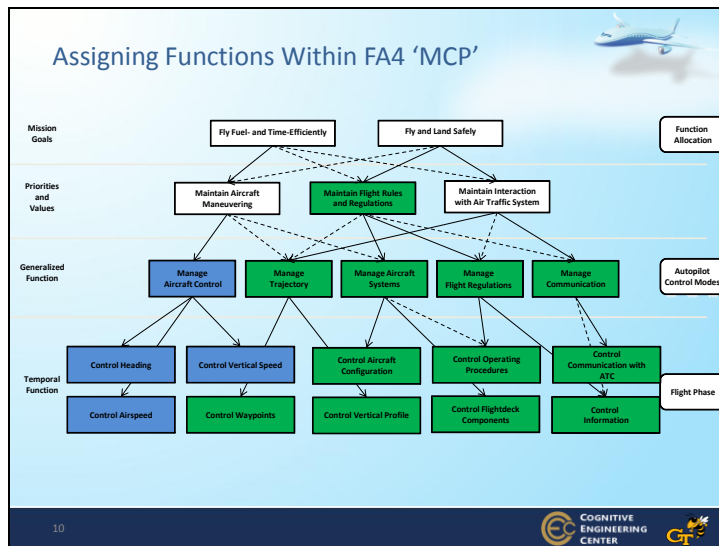 Assigning Functions Within FA4 ‘MCP’
Mission
Goals
Fly Fuel- and Time-Efficiently
Fly and Land Safely
Function
Allocation
Priorities
and
Values
Maintain Aircraft
Maneuvering
Maintain Flight Rules
and Regulations
Maintain Interaction
with Air Traffic System
Generalized
Function
Manage
Aircraft Control
Manage
Trajectory
Manage Aircraft
Systems
Manage
Flight Regulations
Manage
Communication
Autopilot
Control Modes
Temporal
Function
Control Heading
Control Vertical Speed
Control Aircraft
Configuration
Control Operating
Procedures
Control
Communication with
ATC
Flight Phase
Control Airspeed
Control Waypoints
Control Vertical Profile
Control Flightdeck
Components
Control
Information
10
CEC
COGNITIVE
ENGINEERING
CENTER
GT